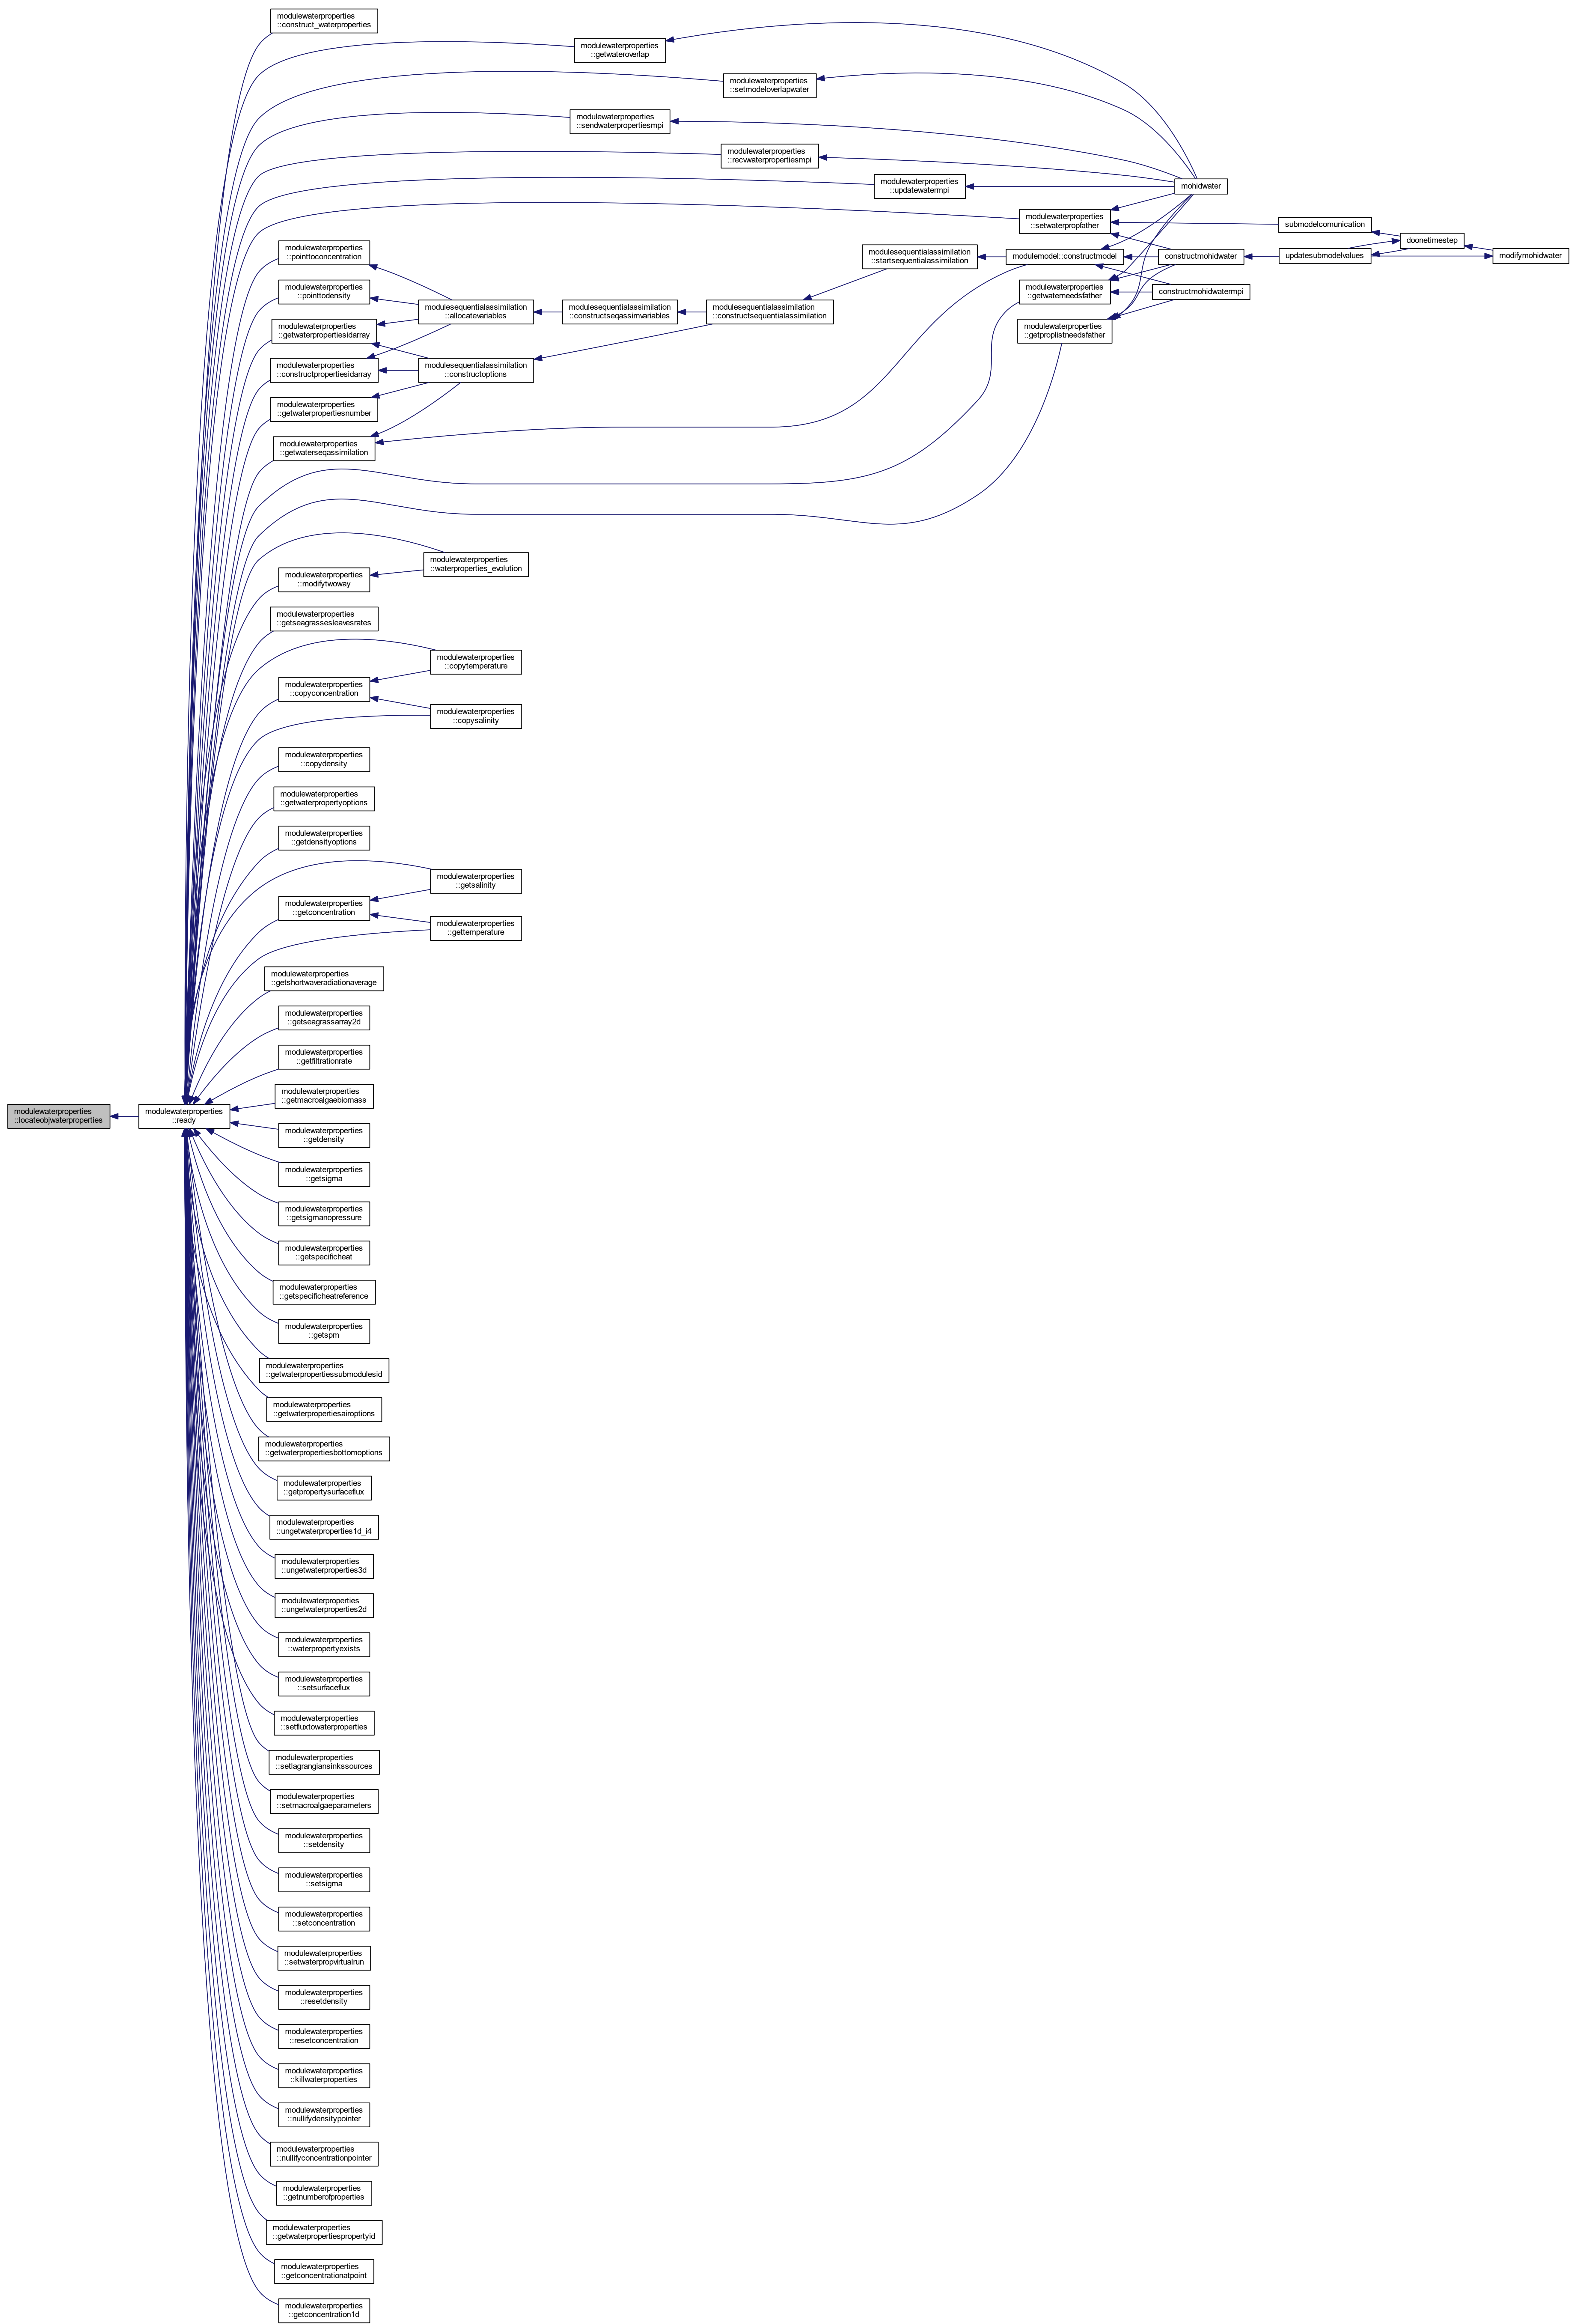 modulewaterproperties
::construct_waterproperties
modulewaterproperties
::getwateroverlap
modulewaterproperties
::setmodeloverlapwater
modulewaterproperties
::sendwaterpropertiesmpi
modulewaterproperties
::recvwaterpropertiesmpi
modulewaterproperties
::updatewatermpi
mohidwater
modulewaterproperties
::setwaterpropfather
submodelcomunication
doonetimestep
modulewaterproperties
::pointtoconcentration
modulesequentialassimilation
::startsequentialassimilation
modulemodel::constructmodel
constructmohidwater
updatesubmodelvalues
modifymohidwater
modulewaterproperties
::pointtodensity
modulewaterproperties
::getwaterneedsfather
constructmohidwatermpi
modulesequentialassimilation
::allocatevariables
modulesequentialassimilation
::constructseqassimvariables
modulesequentialassimilation
::constructsequentialassimilation
modulewaterproperties
::getwaterpropertiesidarray
modulewaterproperties
::getproplistneedsfather
modulewaterproperties
::constructpropertiesidarray
modulesequentialassimilation
::constructoptions
modulewaterproperties
::getwaterpropertiesnumber
modulewaterproperties
::getwaterseqassimilation
modulewaterproperties
::waterproperties_evolution
modulewaterproperties
::modifytwoway
modulewaterproperties
::getseagrassesleavesrates
modulewaterproperties
::copytemperature
modulewaterproperties
::copyconcentration
modulewaterproperties
::copysalinity
modulewaterproperties
::copydensity
modulewaterproperties
::getwaterpropertyoptions
modulewaterproperties
::getdensityoptions
modulewaterproperties
::getsalinity
modulewaterproperties
::getconcentration
modulewaterproperties
::gettemperature
modulewaterproperties
::getshortwaveradiationaverage
modulewaterproperties
::getseagrassarray2d
modulewaterproperties
::getfiltrationrate
modulewaterproperties
::getmacroalgaebiomass
modulewaterproperties
::locateobjwaterproperties
modulewaterproperties
::ready
modulewaterproperties
::getdensity
modulewaterproperties
::getsigma
modulewaterproperties
::getsigmanopressure
modulewaterproperties
::getspecificheat
modulewaterproperties
::getspecificheatreference
modulewaterproperties
::getspm
modulewaterproperties
::getwaterpropertiessubmodulesid
modulewaterproperties
::getwaterpropertiesairoptions
modulewaterproperties
::getwaterpropertiesbottomoptions
modulewaterproperties
::getpropertysurfaceflux
modulewaterproperties
::ungetwaterproperties1d_i4
modulewaterproperties
::ungetwaterproperties3d
modulewaterproperties
::ungetwaterproperties2d
modulewaterproperties
::waterpropertyexists
modulewaterproperties
::setsurfaceflux
modulewaterproperties
::setfluxtowaterproperties
modulewaterproperties
::setlagrangiansinkssources
modulewaterproperties
::setmacroalgaeparameters
modulewaterproperties
::setdensity
modulewaterproperties
::setsigma
modulewaterproperties
::setconcentration
modulewaterproperties
::setwaterpropvirtualrun
modulewaterproperties
::resetdensity
modulewaterproperties
::resetconcentration
modulewaterproperties
::killwaterproperties
modulewaterproperties
::nullifydensitypointer
modulewaterproperties
::nullifyconcentrationpointer
modulewaterproperties
::getnumberofproperties
modulewaterproperties
::getwaterpropertiespropertyid
modulewaterproperties
::getconcentrationatpoint
modulewaterproperties
::getconcentration1d